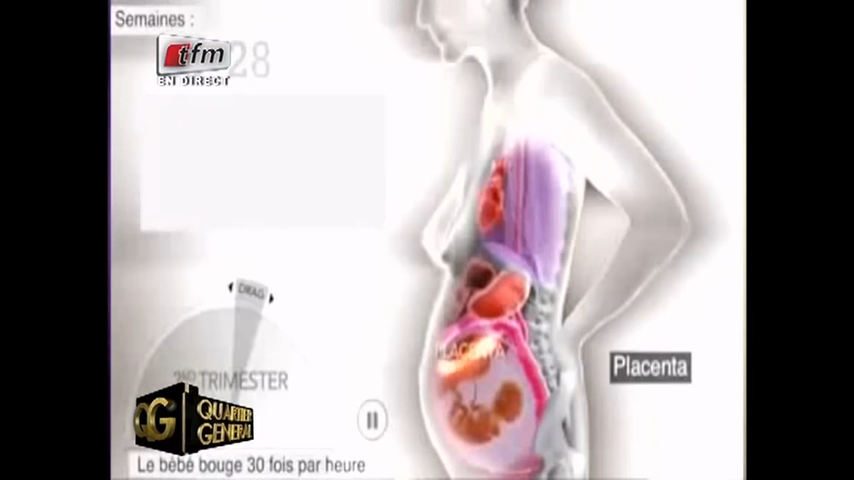 Semaines :
tfm
28
EN DIRECT
DRAG
PLACENTA
Placenta
2ND TRIMESTER
QG
QUARTIER
GENERAL
Le bébé bouge 30 fois par heure